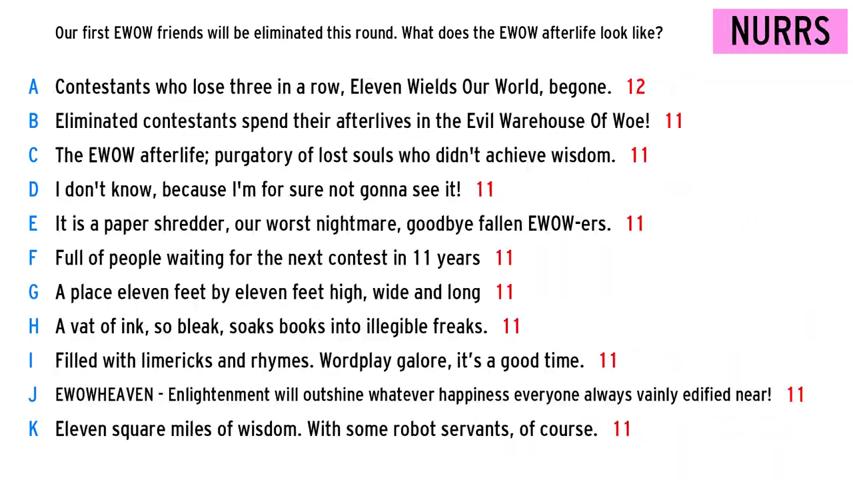 Our first EWOW friends will be eliminated this round. What does the EWOW afterlife look like?
NURRS
A Contestants who lose three in a row, Eleven Wields Our World, begone. 12
B Eliminated contestants spend their afterlives in the Evil Warehouse Of Woe! 11
C The EWOW afterlife; purgatory of lost souls who didn't achieve wisdom. 11
D I don't know, because I'm for sure not gonna see it! 11
E It is a paper shredder, our worst nightmare, goodbye fallen EWOW-ers. 11
F Full of people waiting for the next contest in 11 years 11
G A place eleven feet by eleven feet high, wide and long 11
H A vat of ink, so bleak, soaks books into illegible freaks. 11
I Filled with limericks and rhymes. Wordplay galore, it's a good time. 11
J EWOWHEAVEN - Enlightenment will outshine whatever happiness everyone always vainly edified near! 11
K Eleven square miles of wisdom. With some robot servants, of course. 11